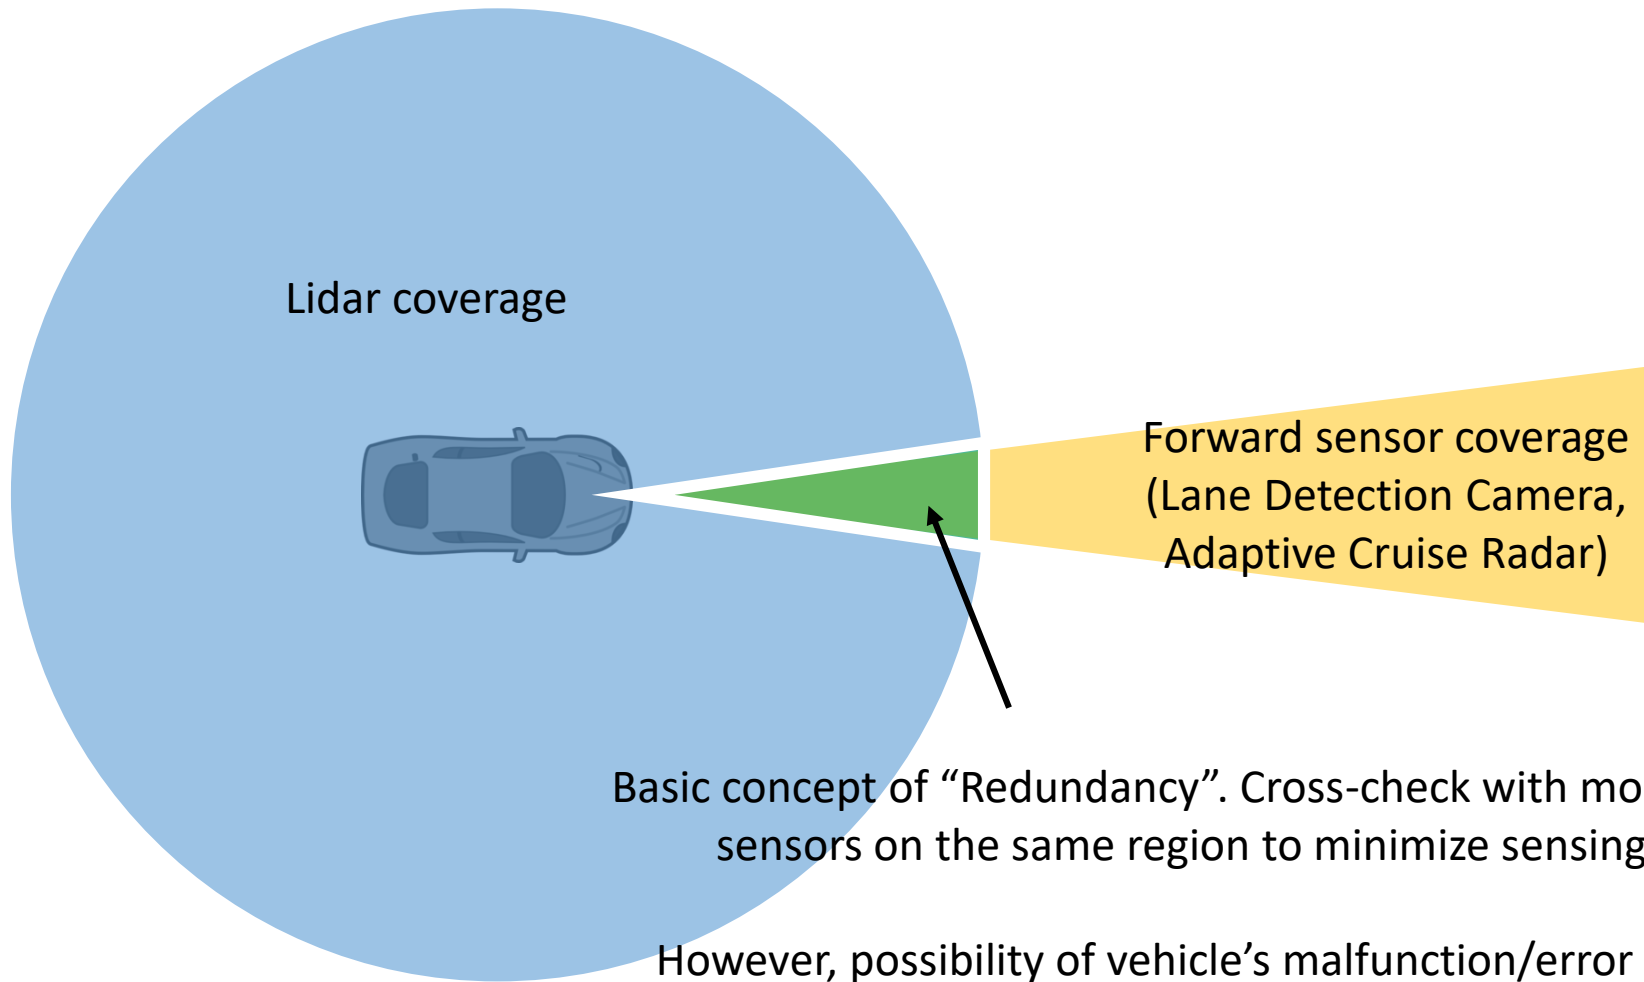 Lidar coverage
Forward sensor coverage
(Lane Detection Camera,
Adaptive Cruise Radar)
Basic concept of “Redundancy”. Cross-check with mo
sensors on the same region to minimize sensing
However, possibility of vehicle’s malfunction/error